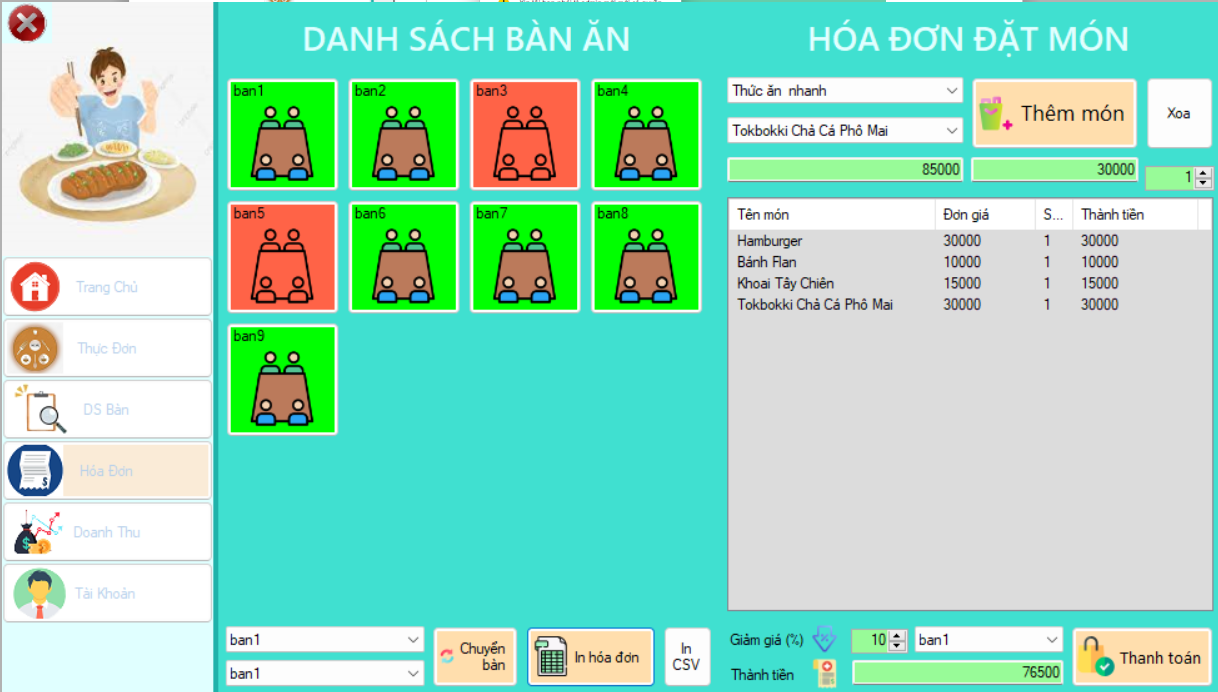 DANH SÁCH BÀN ĂN
HÓA ĐƠN ĐẶT MÓN
ban1
ban2
ban3
ban4
ban5
ban6
ban7
ban8
ban9
Trang Chủ
Thực Đơn
DS Bàn
Hóa Đơn
Doanh Thu
Tài Khoản
Thức ăn nhanh
Tokbokki Chả Cá Phô Mai
Thêm món
Xoa
85000
30000
1
Tên món Đơn giá S... Thành tiền
Hamburger 30000 1 30000
Bánh Flan 10000 1 10000
Khoai Tây Chiên 15000 1 15000
Tokbokki Chả Cá Phô Mai 30000 1 30000
ban1
ban1
Chuyển
bàn
In hóa đơn
In
CSV
Giảm giá (%)
10
ban1
Thành tiền
76500
Thanh toán